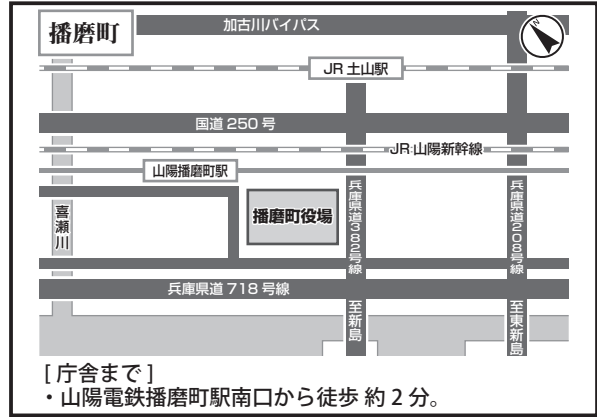 播磨町
加古川バイパス
N
JR 土山駅
国道 250 号
JR 山陽新幹線
山陽播磨町駅
喜瀬川
播磨町役場
兵庫県道382号線
兵庫県道208号線
兵庫県道 718 号線
至新島
至東新島
[ 庁舎まで ]
・山陽電鉄播磨町駅南口から徒歩 約 2 分。